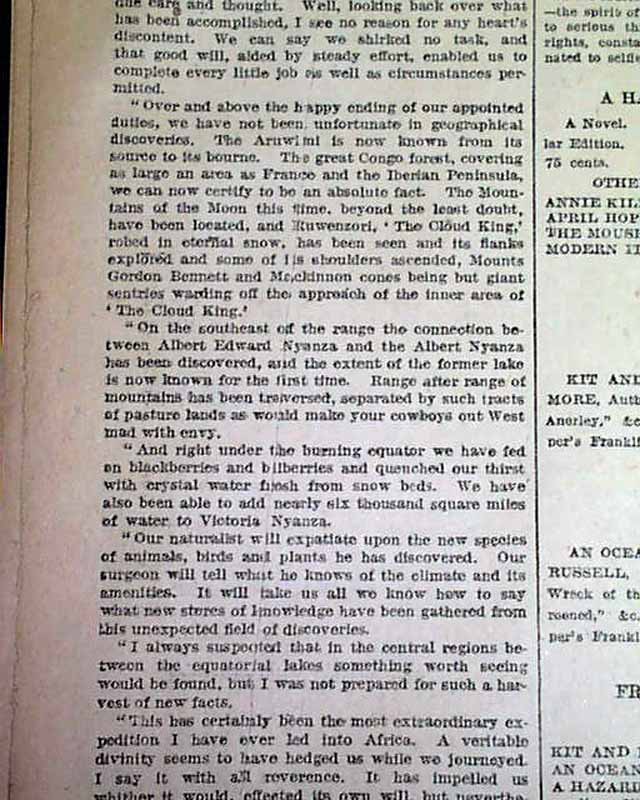 due care and thought. Well, looking back over what
has been accomplished, I see no reason for any heart's
discontent. We can say we shirked no task, and
that good will, aided by steady effort, enabled us to
complete every little job as well as circumstances per-
mitted.
"Over and above the happy ending of our appointed
duties, we have not been unfortunate in geographical
discoveries. The Aruwimi is now known from its
source to its bourne. The great Congo forest, covering
as large an area as France and the Iberian Peninsula,
we can now certify to be an absolute fact. The Moun-
tains of the Moon this time, beyond the least doubt,
have been located, and Ruwenzori, 'The Cloud King,'
robed in eternal snow, has been seen and its flanks
explored and some of its shoulders ascended, Mounts
Gordon Bennett and Mackinnon cones being but giant
sentries warding off the approach of the inner area of
'The Cloud King.'
"On the southeast of the range the connection be-
tween Albert Edward Nyanza and the Albert Nyanza
has been discovered, and the extent of the former lake
is now known for the first time. Range after range of
mountains has been traversed, separated by such tracts
of pasture lands as would make your cowboys out West
mad with envy.
"And right under the burning equator we have fed
on blackberries and bilberries and quenched our thirst
with crystal water fresh from snow beds. We have
also been able to add nearly six thousand square miles
of water to Victoria Nyanza.
"Our naturalist will expatiate upon the new species
of animals, birds and plants he has discovered. Our
surgeon will tell what he knows of the climate and its
amenities. It will take us all we know how to say
what new stores of knowledge have been gathered from
this unexpected field of discoveries.
"I always suspected that in the central regions be-
tween the equatorial lakes something worth seeing
would be found, but I was not prepared for such a har-
vest of new facts.
"This has certainly been the most extraordinary ex-
pedition I have ever led into Africa. A veritable
divinity seems to have hedged us while we journeyed.
I say it with all reverence. It has impelled us
whither it would, effected its own will, but neverthe-
—the spirit of
to serious th
rights, consta
nated to selfi
A HA
A Novel.
lar Edition.
75 cents.
OTHE
ANNIE KIL
APRIL HOP
THE MOUSE
MODERN IT
KIT AND
MORE, Auth
Anerley," &c
per's Frankli
AN OCEA
RUSSELL,
Wreck of th
rooned," &c.
per's Frankl
FR
KIT AND
AN OCEAN
A HAZAR